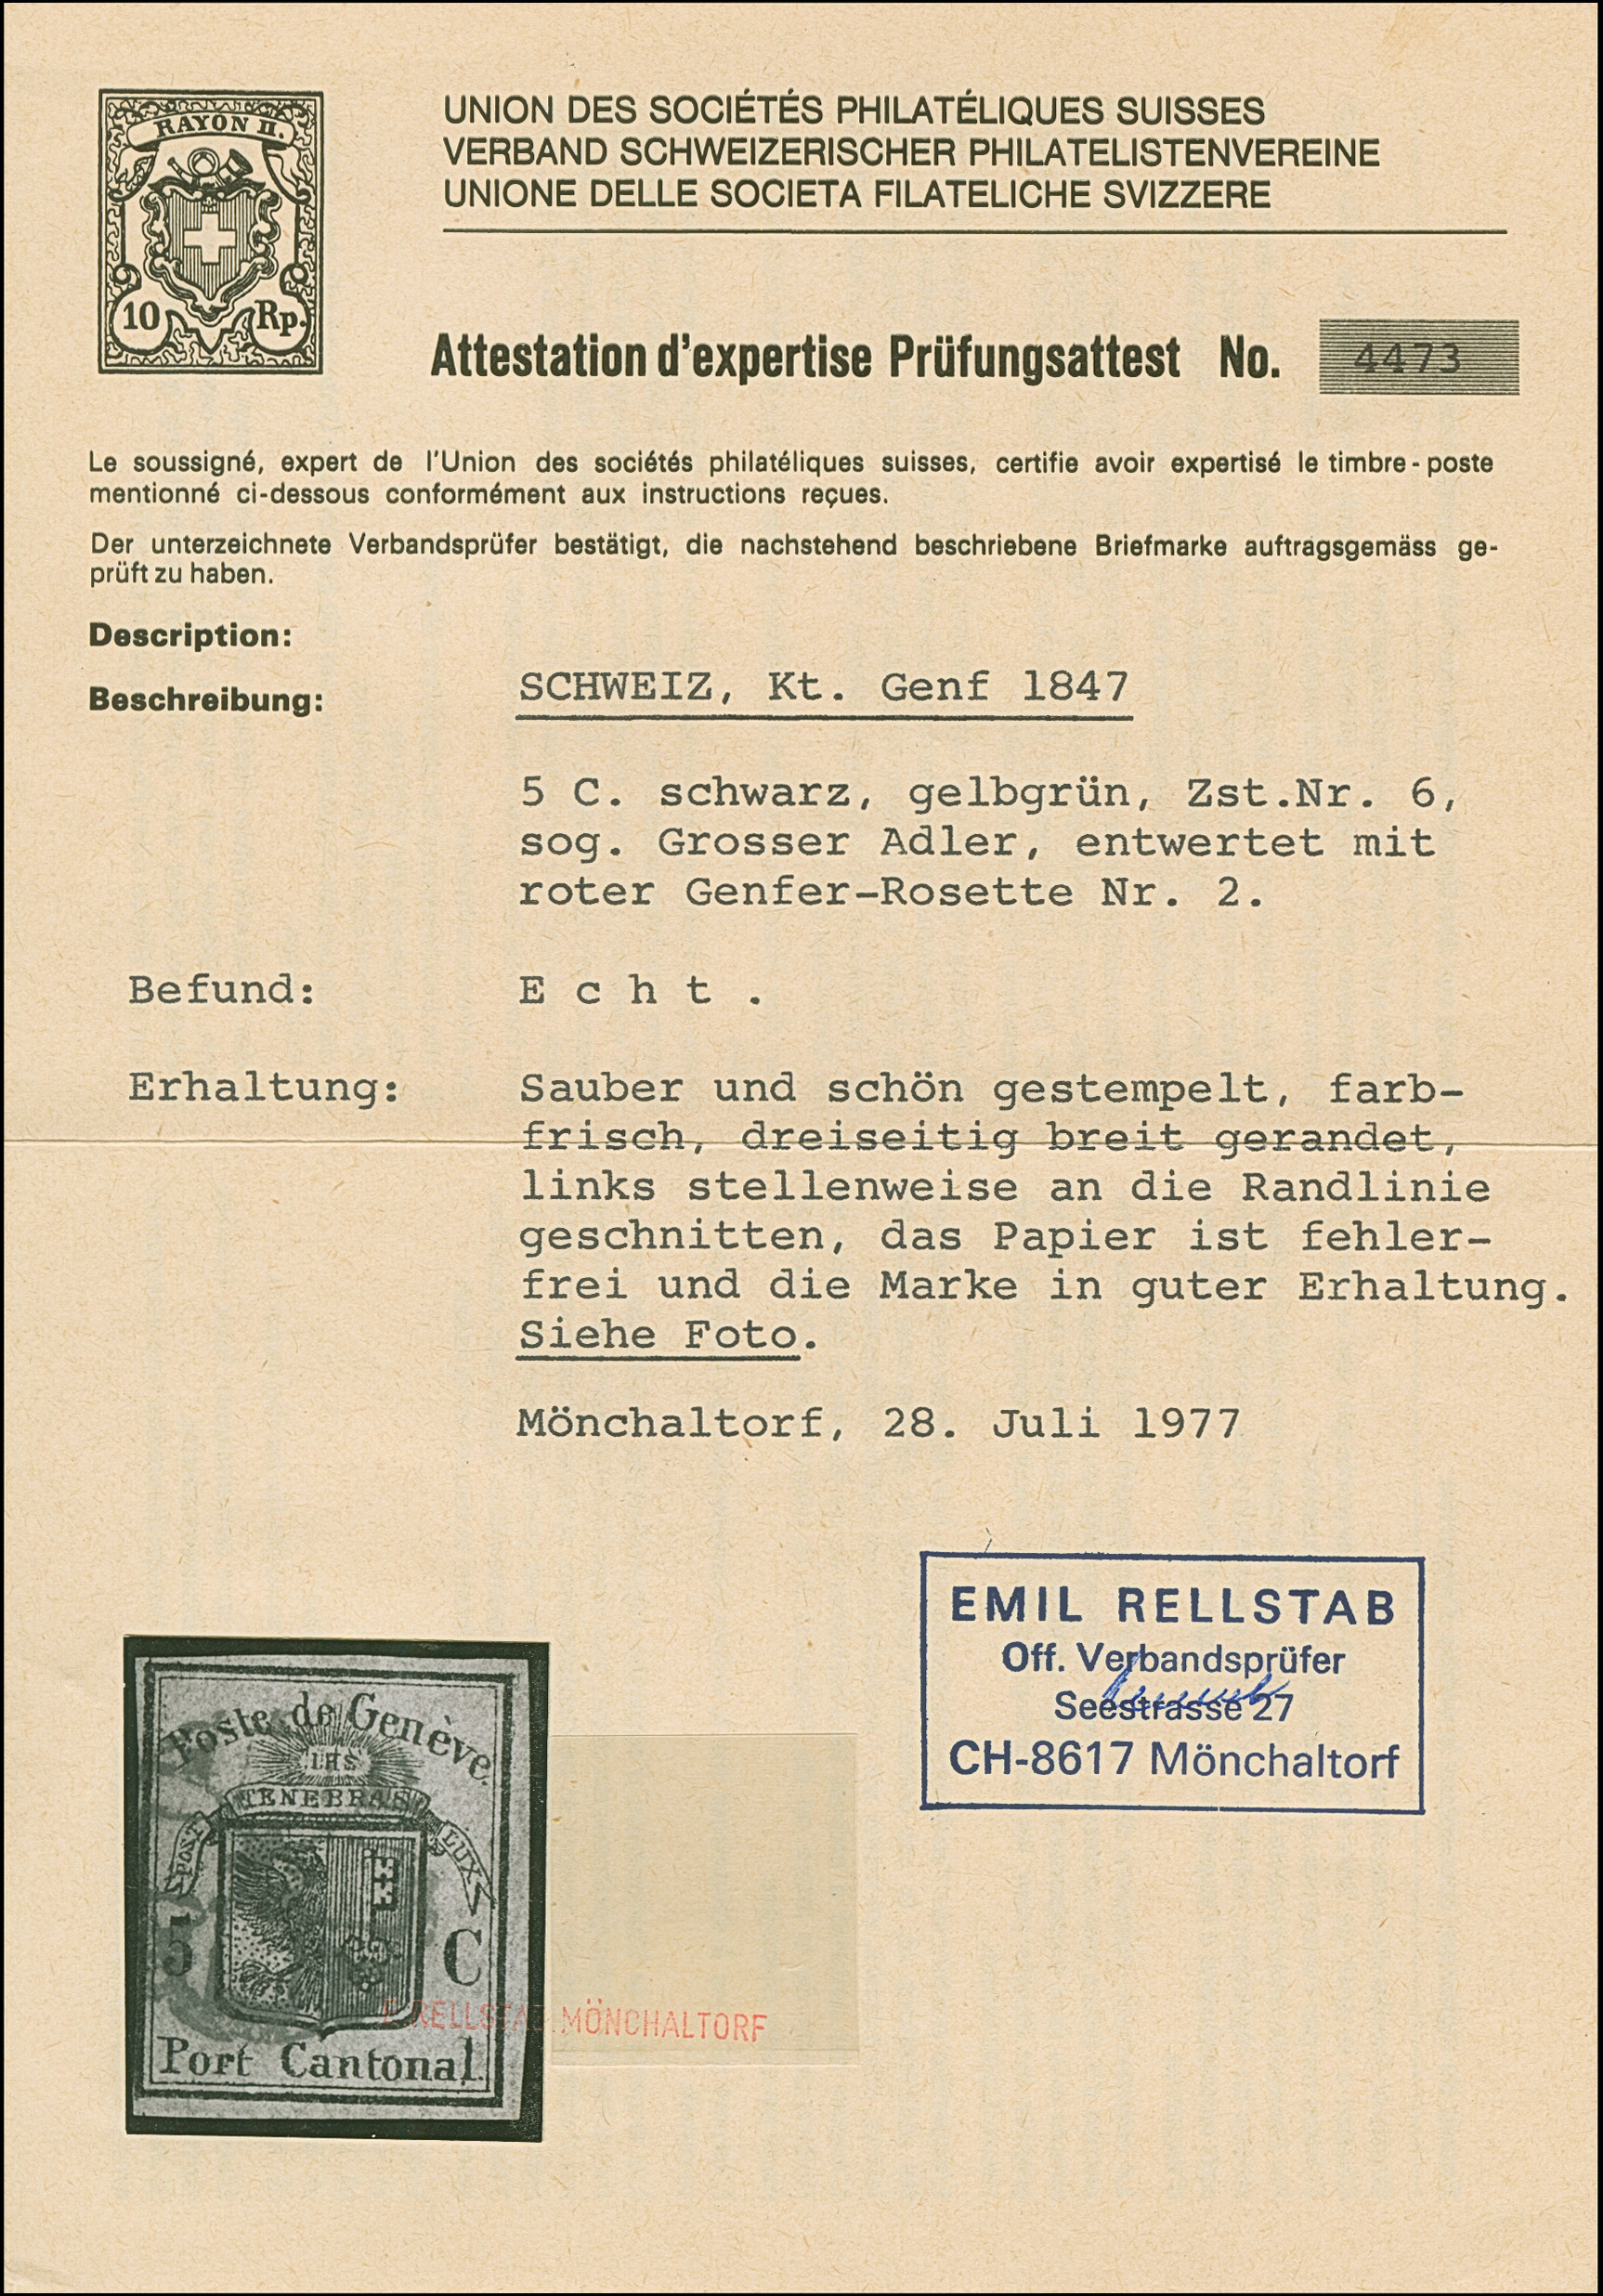 RAYON II.
10 Rp.
UNION DES SOCIÉTÉS PHILATÉLIQUES SUISSES
VERBAND SCHWEIZERISCHER PHILATELISTENVEREINE
UNIONE DELLE SOCIETA FILATELICHE SVIZZERE
Attestation d'expertise Prüfungsattest No. 4473
Le soussigné, expert de l'Union des sociétés philatéliques suisses, certifie avoir expertisé le timbre-poste
mentionné ci-dessous conformément aux instructions reçues.
Der unterzeichnete Verbandsprüfer bestätigt, die nachstehend beschriebene Briefmarke auftragsgemäss ge-
prüft zu haben.
Description:
Beschreibung: SCHWEIZ, Kt. Genf 1847
5 C. schwarz, gelbgrün, Zst.Nr. 6,
sog. Grosser Adler, entwertet mit
roter Genfer-Rosette Nr. 2.
Befund: E c h t .
Erhaltung: Sauber und schön gestempelt, farb-
frisch, dreiseitig breit gerandet,
links stellenweise an die Randlinie
geschnitten, das Papier ist fehler-
frei und die Marke in guter Erhaltung.
Siehe Foto.
Mönchaltorf, 28. Juli 1977
EMIL RELLSTAB
Off. Verbandsprüfer
Seestrasse 27
CH-8617 Mönchaltorf
Poste de Genève.
TENEBRAS
POST
LUX
5 C
E. RELLSTAB MÖNCHALTORF
Port Cantonal.